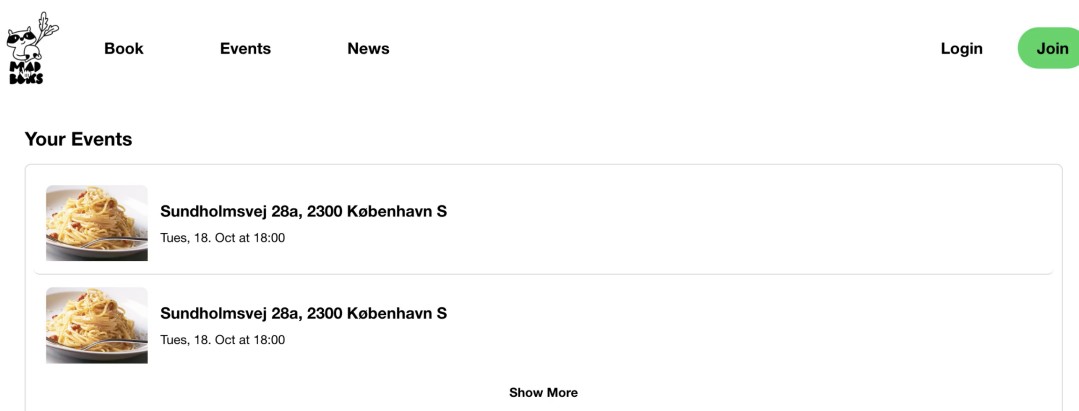 MAD
BOKS
Book
Events
News
Login
Join
Your Events
Sundholmsvej 28a, 2300 København S
Tues, 18. Oct at 18:00
Sundholmsvej 28a, 2300 København S
Tues, 18. Oct at 18:00
Show More